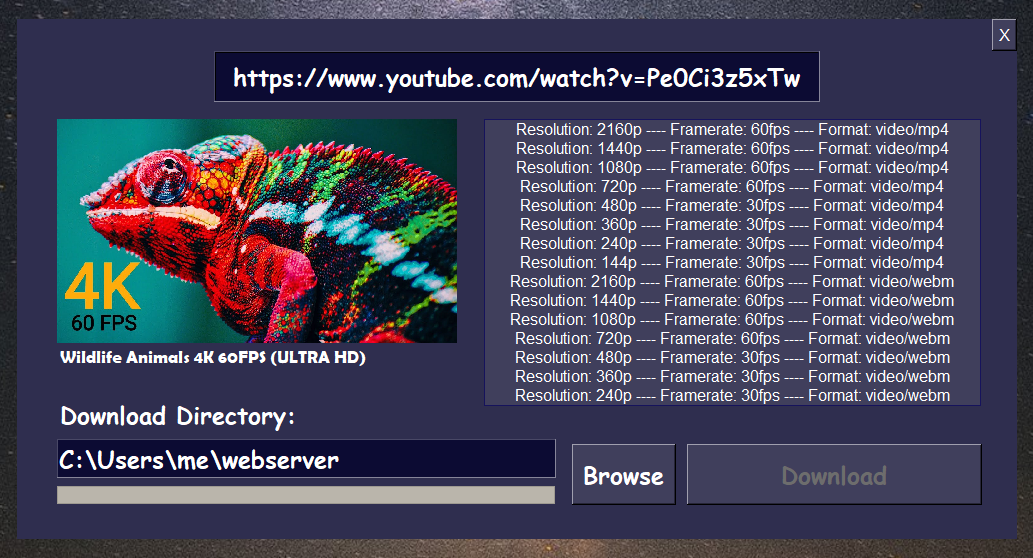 X
https://www.youtube.com/watch?v=Pe0Ci3z5xTw
4K
60 FPS
Wildlife Animals 4K 60FPS (ULTRA HD)
Resolution: 2160p ---- Framerate: 60fps ---- Format: video/mp4
Resolution: 1440p ---- Framerate: 60fps ---- Format: video/mp4
Resolution: 1080p ---- Framerate: 60fps ---- Format: video/mp4
Resolution: 720p ---- Framerate: 60fps ---- Format: video/mp4
Resolution: 480p ---- Framerate: 30fps ---- Format: video/mp4
Resolution: 360p ---- Framerate: 30fps ---- Format: video/mp4
Resolution: 240p ---- Framerate: 30fps ---- Format: video/mp4
Resolution: 144p ---- Framerate: 30fps ---- Format: video/mp4
Resolution: 2160p ---- Framerate: 60fps ---- Format: video/webm
Resolution: 1440p ---- Framerate: 60fps ---- Format: video/webm
Resolution: 1080p ---- Framerate: 60fps ---- Format: video/webm
Resolution: 720p ---- Framerate: 60fps ---- Format: video/webm
Resolution: 480p ---- Framerate: 30fps ---- Format: video/webm
Resolution: 360p ---- Framerate: 30fps ---- Format: video/webm
Resolution: 240p ---- Framerate: 30fps ---- Format: video/webm
Download Directory:
C:\Users\me\webserver
Browse
Download